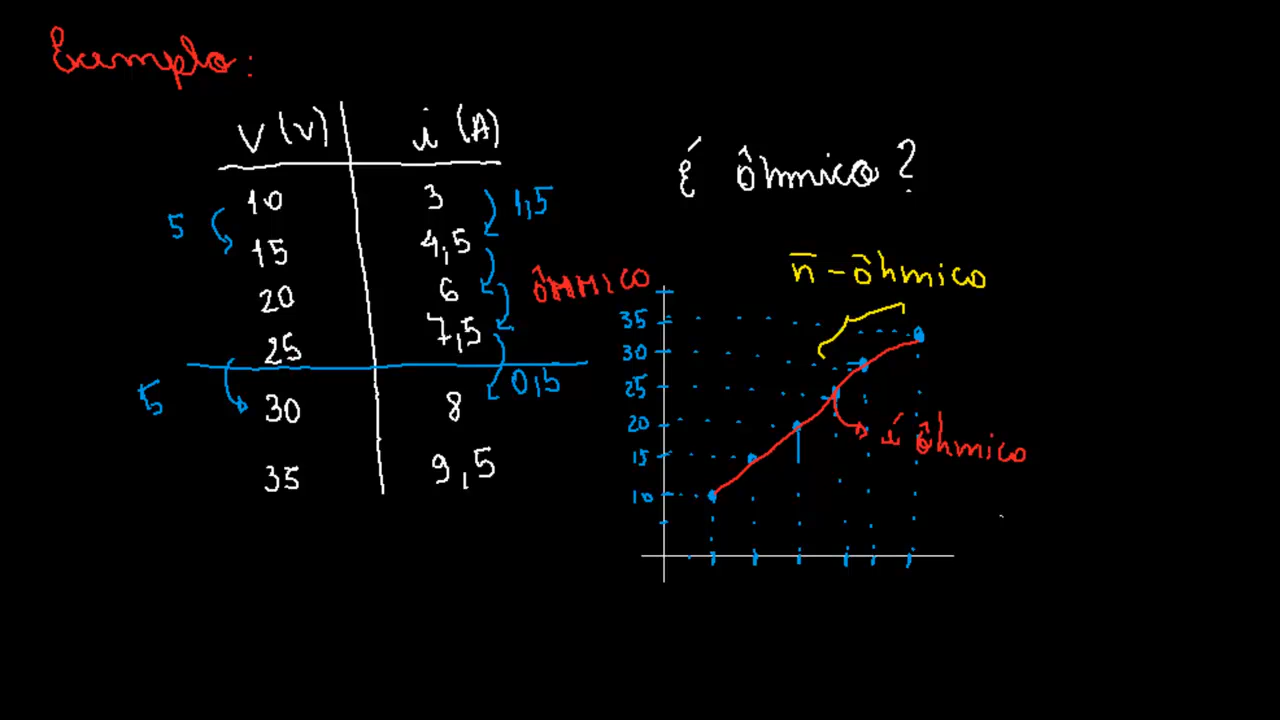 Exemplo:
V (V) i (A)
É ôhmico?
10 3
5 1,5
15 4,5
20 6
ÔHMICO
25 7,5
5 0,5
30 8
35 9,5
n̄ - ôhmico
35
30
25
20
15
10
é ôhmico